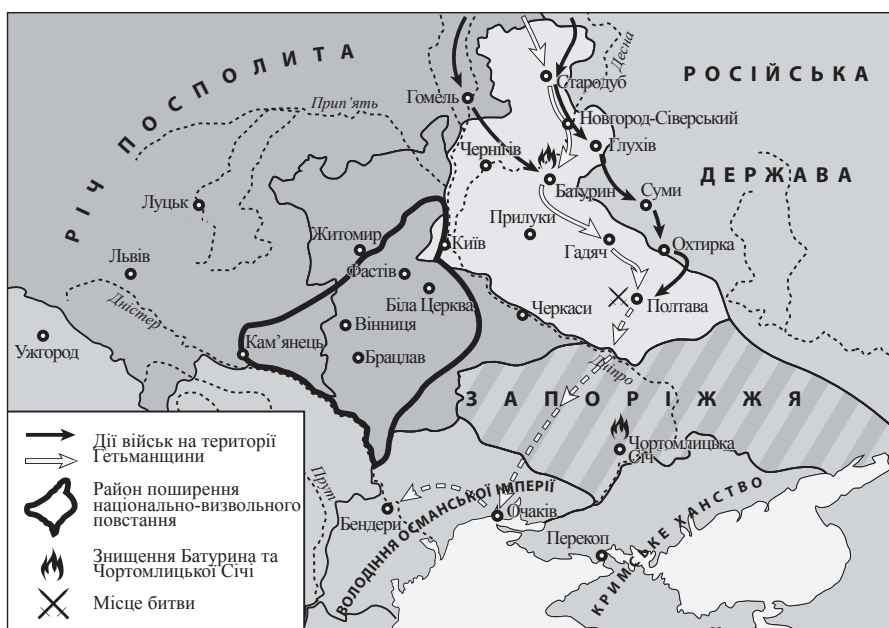 РІЧ ПОСПОЛИТА
РОСІЙСЬКА
ДЕРЖАВА
Десна
Стародуб
Гомель
Прип’ять
Новгород-Сіверський
Глухів
Чернігів
Батурин
Суми
Луцьк
Прилуки
Житомир
Київ
Гадяч
Охтирка
Львів
Фастів
Біла Церква
Полтава
Дністер
Черкаси
Вінниця
Ужгород
Кам’янець
Брацлав
Дніпро
ЗАПОРІЖЖЯ
Чортомлицька
Січ
Прут
Бендери
Очаків
ВОЛОДІННЯ ОСМАНСЬКОЇ ІМПЕРІЇ
Перекоп
КРИМСЬКЕ ХАНСТВО
Дії військ на території
Гетьманщини
Район поширення
національно-визвольного
повстання
Знищення Батурина та
Чортомлицької Січі
Місце битви